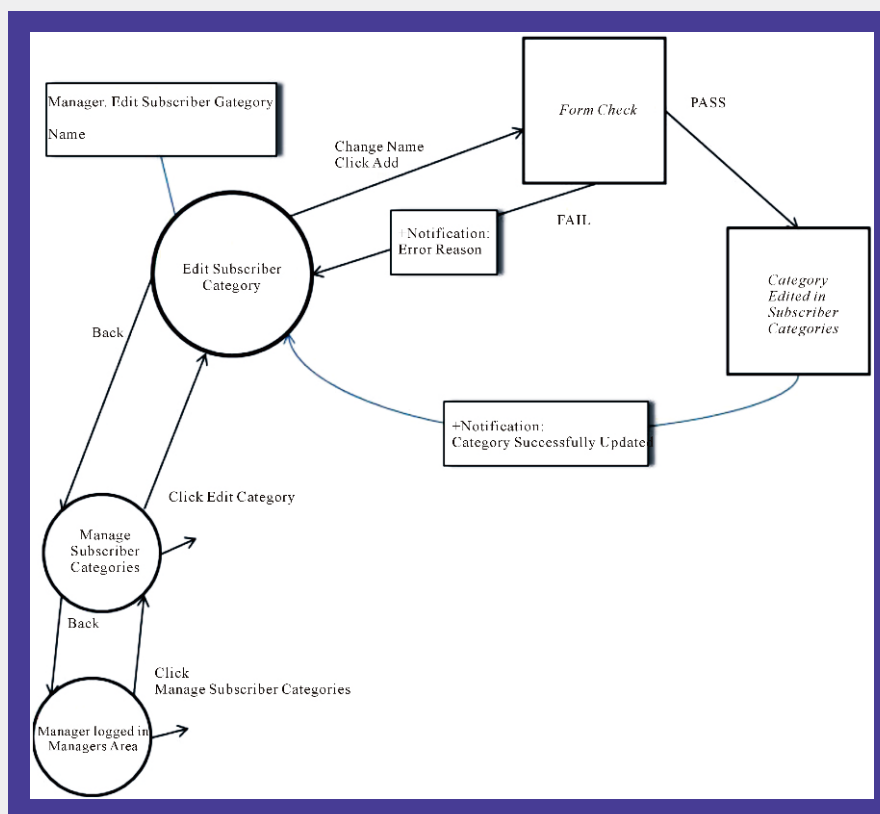 Manager. Edit Subscriber Gategory
Name
Form Check
PASS
Change Name
Click Add
+Notification:
Error Reason
FAIL
Edit Subscriber
Category
Category
Edited in
Subscriber
Categories
Back
+Notification:
Category Successfully Updated
Click Edit Category
Manage
Subscriber
Categories
Back
Click
Manage Subscriber Categories
Manager logged in
Managers Area